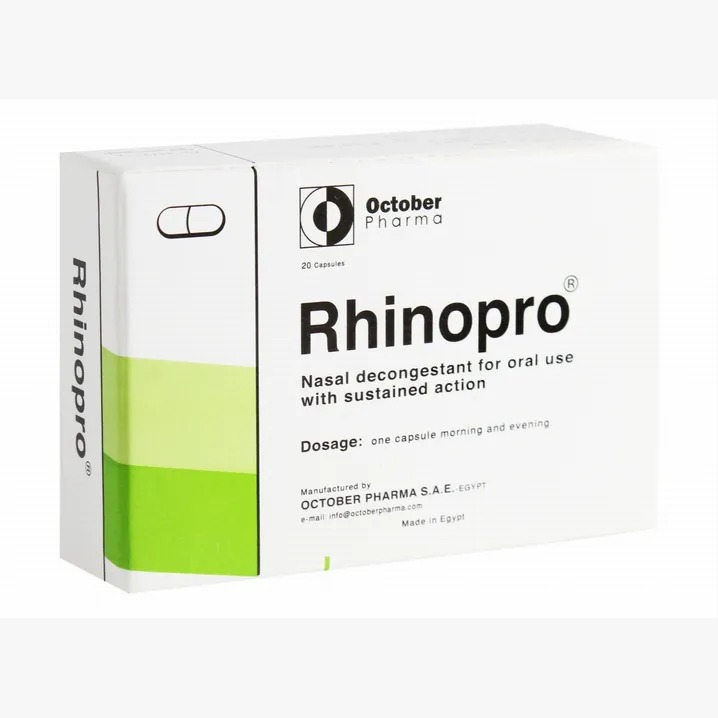 Rhinopro®
October
Pharma
20 Capsules
Rhinopro®
Nasal decongestant for oral use
with sustained action
Dosage: one capsule morning and evening
Manufactured by
OCTOBER PHARMA S.A.E.-EGYPT
e-mail: info@octoberpharma.com
Made in Egypt